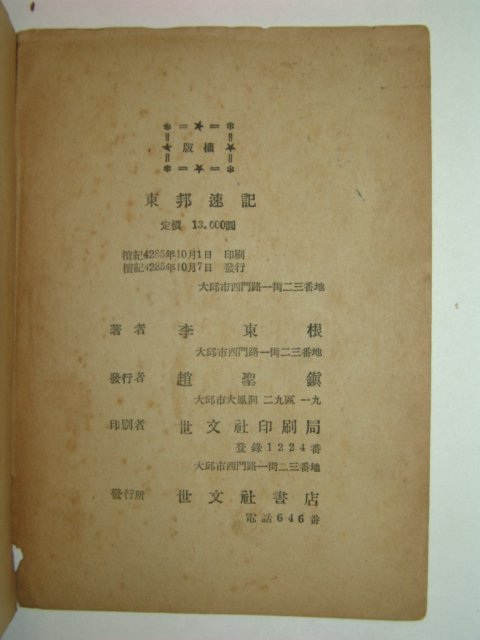 版權
東邦速記
定價 13.600圜
檀紀4285年10月1日 印刷
檀紀4285年10月7日 發行
大邱市西門路一街二三番地
著者 李東根
大邱市西門路一街二三番地
發行者 趙聖鎭
大邱市大鳳洞 二九區 一九
印刷者 世文社印刷局
登錄1224番
大邱市西門路一街二三番地
發行所 世文社書店
電話646番